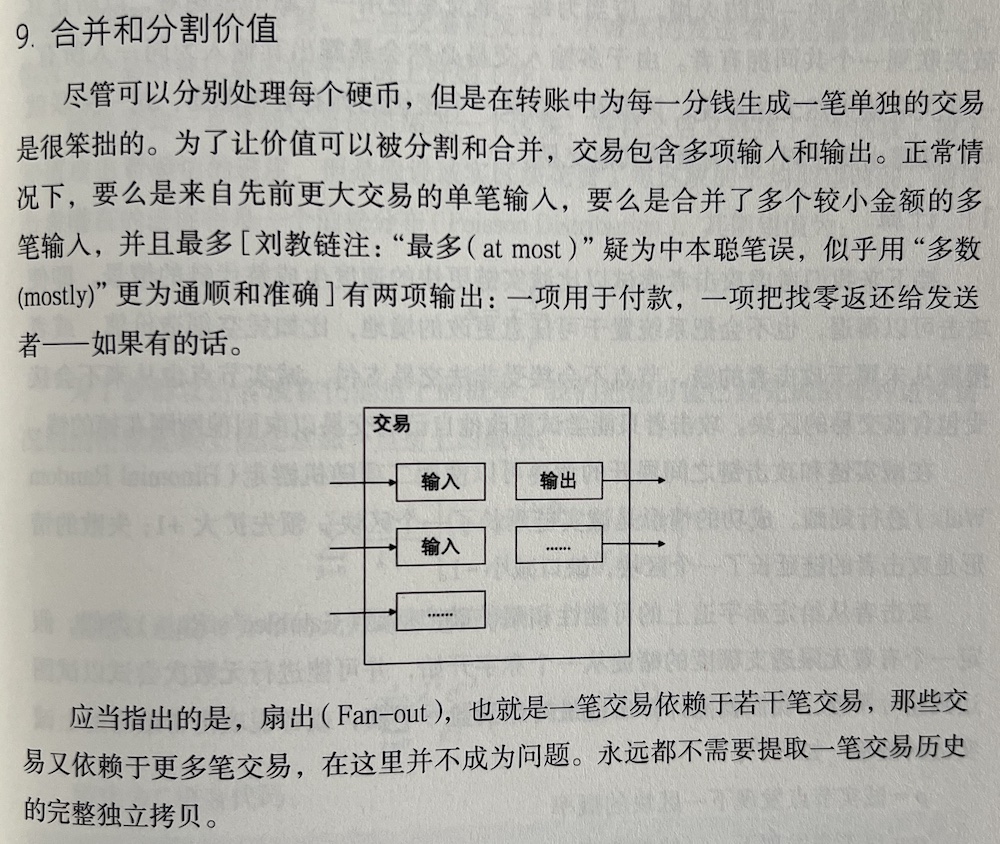 9. 合并和分割价值
尽管可以分别处理每个硬币，但是在转账中为每一分钱生成一笔单独的交易
是很笨拙的。为了让价值可以被分割和合并，交易包含多项输入和输出。正常情
况下，要么是来自先前更大交易的单笔输入，要么是合并了多个较小金额的多
笔输入，并且最多[刘教链注：“最多(at most)”疑为中本聪笔误，似乎用“多数
(mostly)”更为通顺和准确]有两项输出：一项用于付款，一项把找零返还给发送
者——如果有的话。
交易
输入 输出
输入 ……
……
应当指出的是，扇出(Fan-out)，也就是一笔交易依赖于若干笔交易，那些交
易又依赖于更多笔交易，在这里并不成为问题。永远都不需要提取一笔交易历史
的完整独立拷贝。